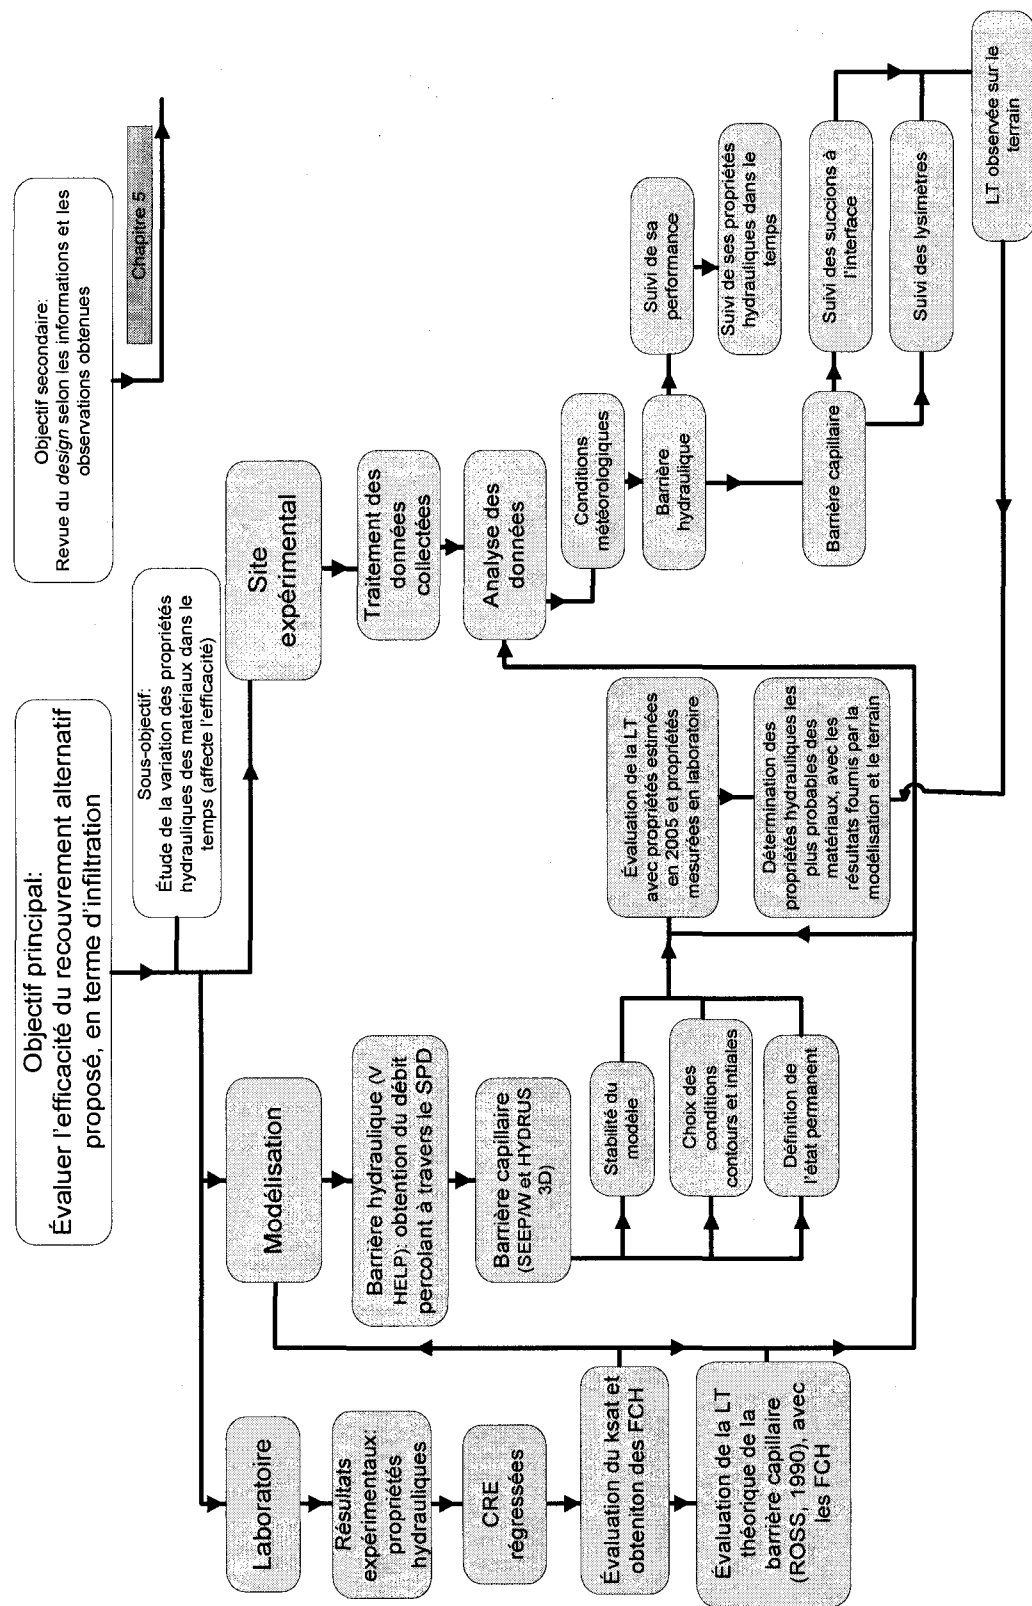 Objectif principal:
Évaluer l'efficacité du recouvrement alternatif
proposé, en terme d'infiltration
Objectif secondaire:
Revue du design selon les informations et les
observations obtenues
Chapitre 5
Sous-objectif:
Étude de la variation des propriétés
hydrauliques des matériaux dans le
temps (affecte l'efficacité)
Laboratoire
Résultats
expérimentaux:
propriétés
hydrauliques
CRE
régressées
Évaluation du ksat et
obteniton des FCH
Évaluation de la LT
théorique de la
barrière capillaire
(ROSS, 1990), avec
les FCH
Modélisation
Barrière hydraulique (V
HELP): obtention du débit
percolant à travers le SPD
Barrière capillaire
(SEEP/W et HYDRUS
3D)
Stabilité du
modèle
Choix des
conditions
contours et intiales
Définition de
l'état permanent
Évaluation de la LT
avec propriétés estimées
en 2005 et propriétés
mesurées en laboratoire
Détermination des
propriétés hydrauliques les
plus probables des
matériaux, avec les
résultats fournis par la
modélisation et le terrain
Site
expérimental
Traitement des
données
collectées
Analyse des
données
Conditions
météorologiques
Barrière
hydraulique
Suivi de sa
performance
Suivi de ses propriétés
hydrauliques dans le
temps
Barrière capillaire
Suivi des succions à
l'interface
Suivi des lysimètres
LT observée sur le
terrain